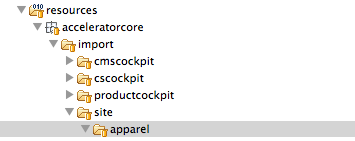 resources
acceleratorcore
import
cmscockpit
cscockpit
productcockpit
site
apparel